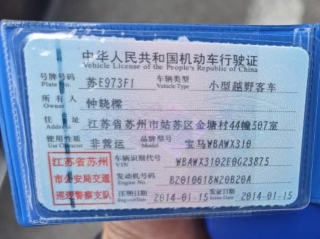 中华人民共和国机动车行驶证
Vehicle License of the People's Republic of China
号牌号码 苏E973F1 车辆类型 小型越野客车
Plate No. Vehicle Type
所有人 钟晓樑
Owner
住址 江苏省苏州市姑苏区金塘村44幢507室
Address
使用性质 非营运 品牌型号 宝马WBAWX310
Use Character Model
江苏省苏州 车辆识别代号 WBAWX3102E0G23875
VIN
市公安局交通 发动机号码 B2010618N20B20A
Engine No.
巡逻警察支队 注册日期 2014-01-15 发证日期 2014-01-15
Register Date Issue Date